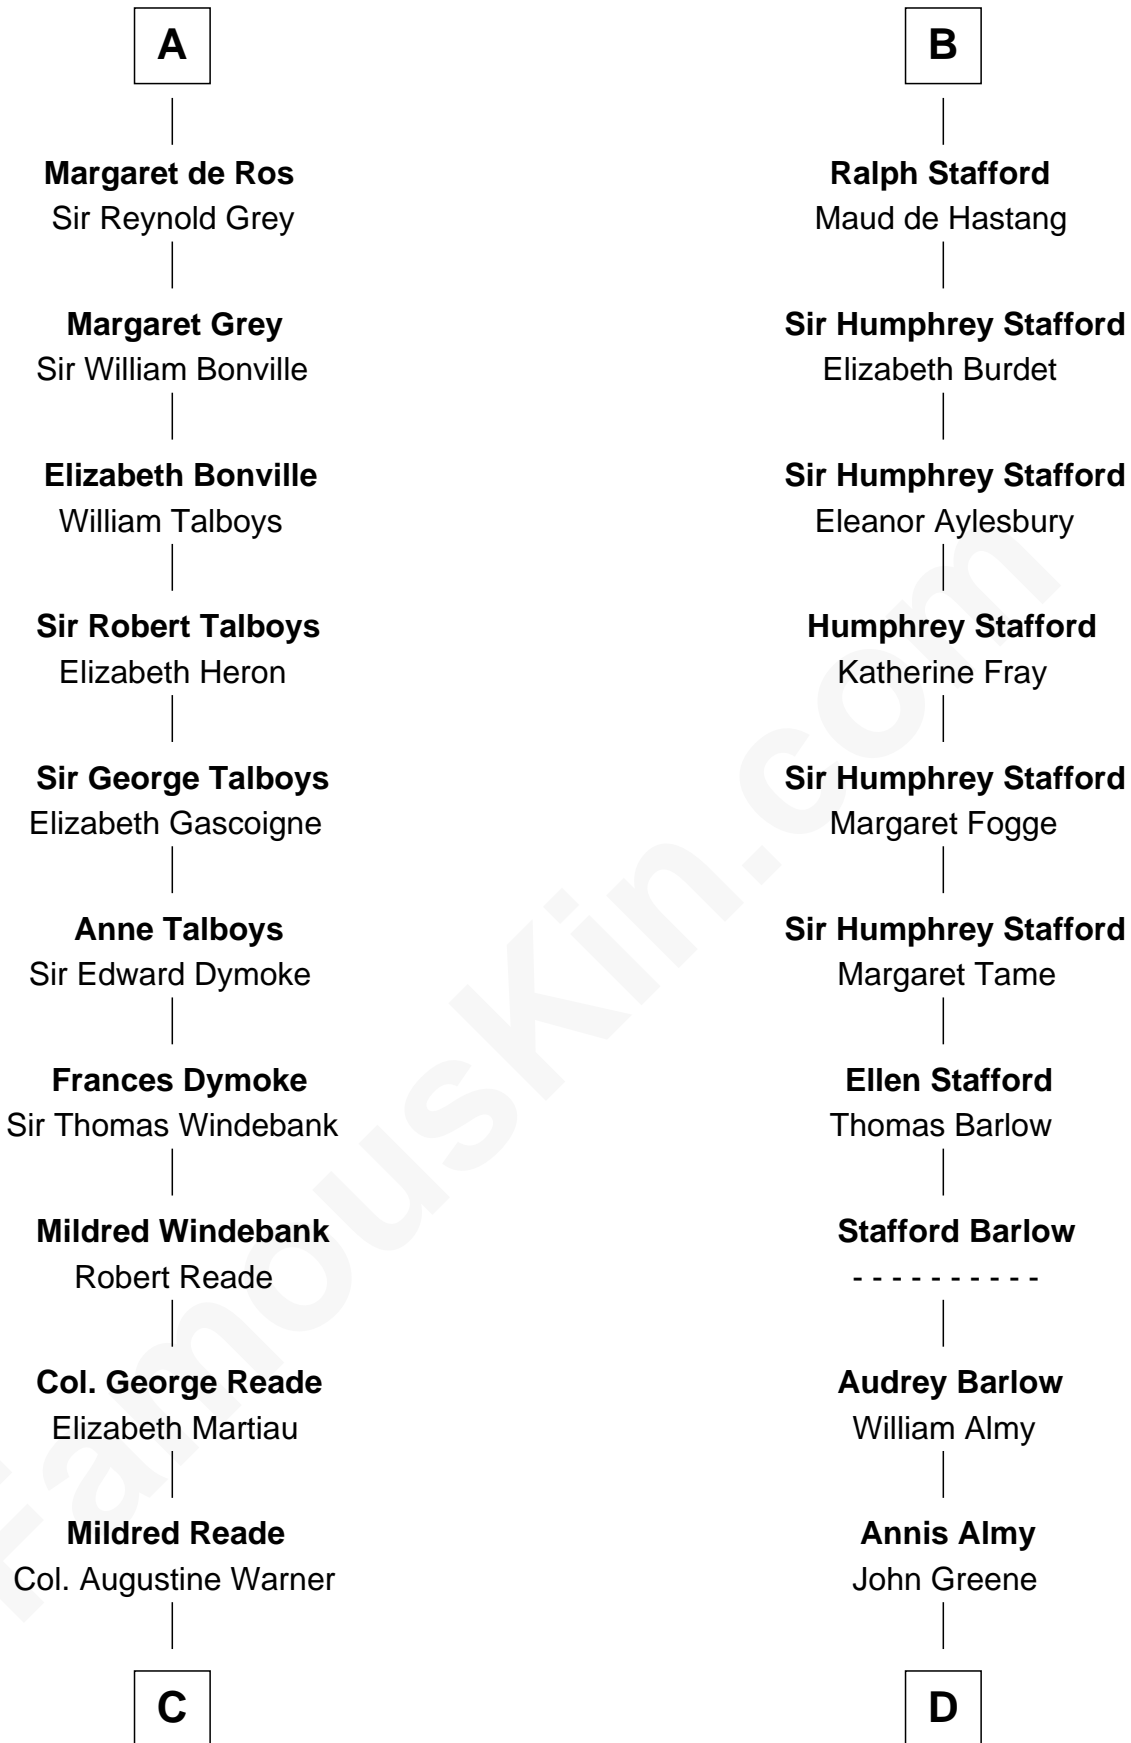 A
Margaret de Ros
Sir Reynold Grey
Margaret Grey
Sir William Bonville
Elizabeth Bonville
William Talboys
Sir Robert Talboys
Elizabeth Heron
Sir George Talboys
Elizabeth Gascoigne
Anne Talboys
Sir Edward Dymoke
Frances Dymoke
Sir Thomas Windebank
Mildred Windebank
Robert Reade
Col. George Reade
Elizabeth Martiau
Mildred Reade
Col. Augustine Warner
C
B
Ralph Stafford
Maud de Hastang
Sir Humphrey Stafford
Elizabeth Burdet
Sir Humphrey Stafford
Eleanor Aylesbury
Humphrey Stafford
Katherine Fray
Sir Humphrey Stafford
Margaret Fogge
Sir Humphrey Stafford
Margaret Tame
Ellen Stafford
Thomas Barlow
Stafford Barlow
- - - - - - - - - -
Audrey Barlow
William Almy
Annis Almy
John Greene
D
FamousKin.com